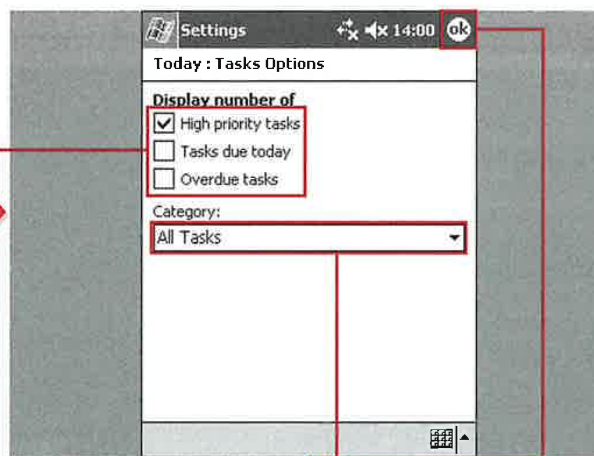 Settings 14:00 ok
Today : Tasks Options
Display number of
High priority tasks
Tasks due today
Overdue tasks
Category:
All Tasks